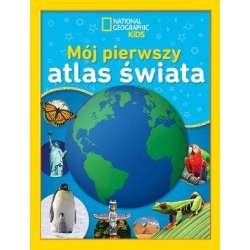 NATIONAL
GEOGRAPHIC
KiDS
Mój pierwszy
atlas świata